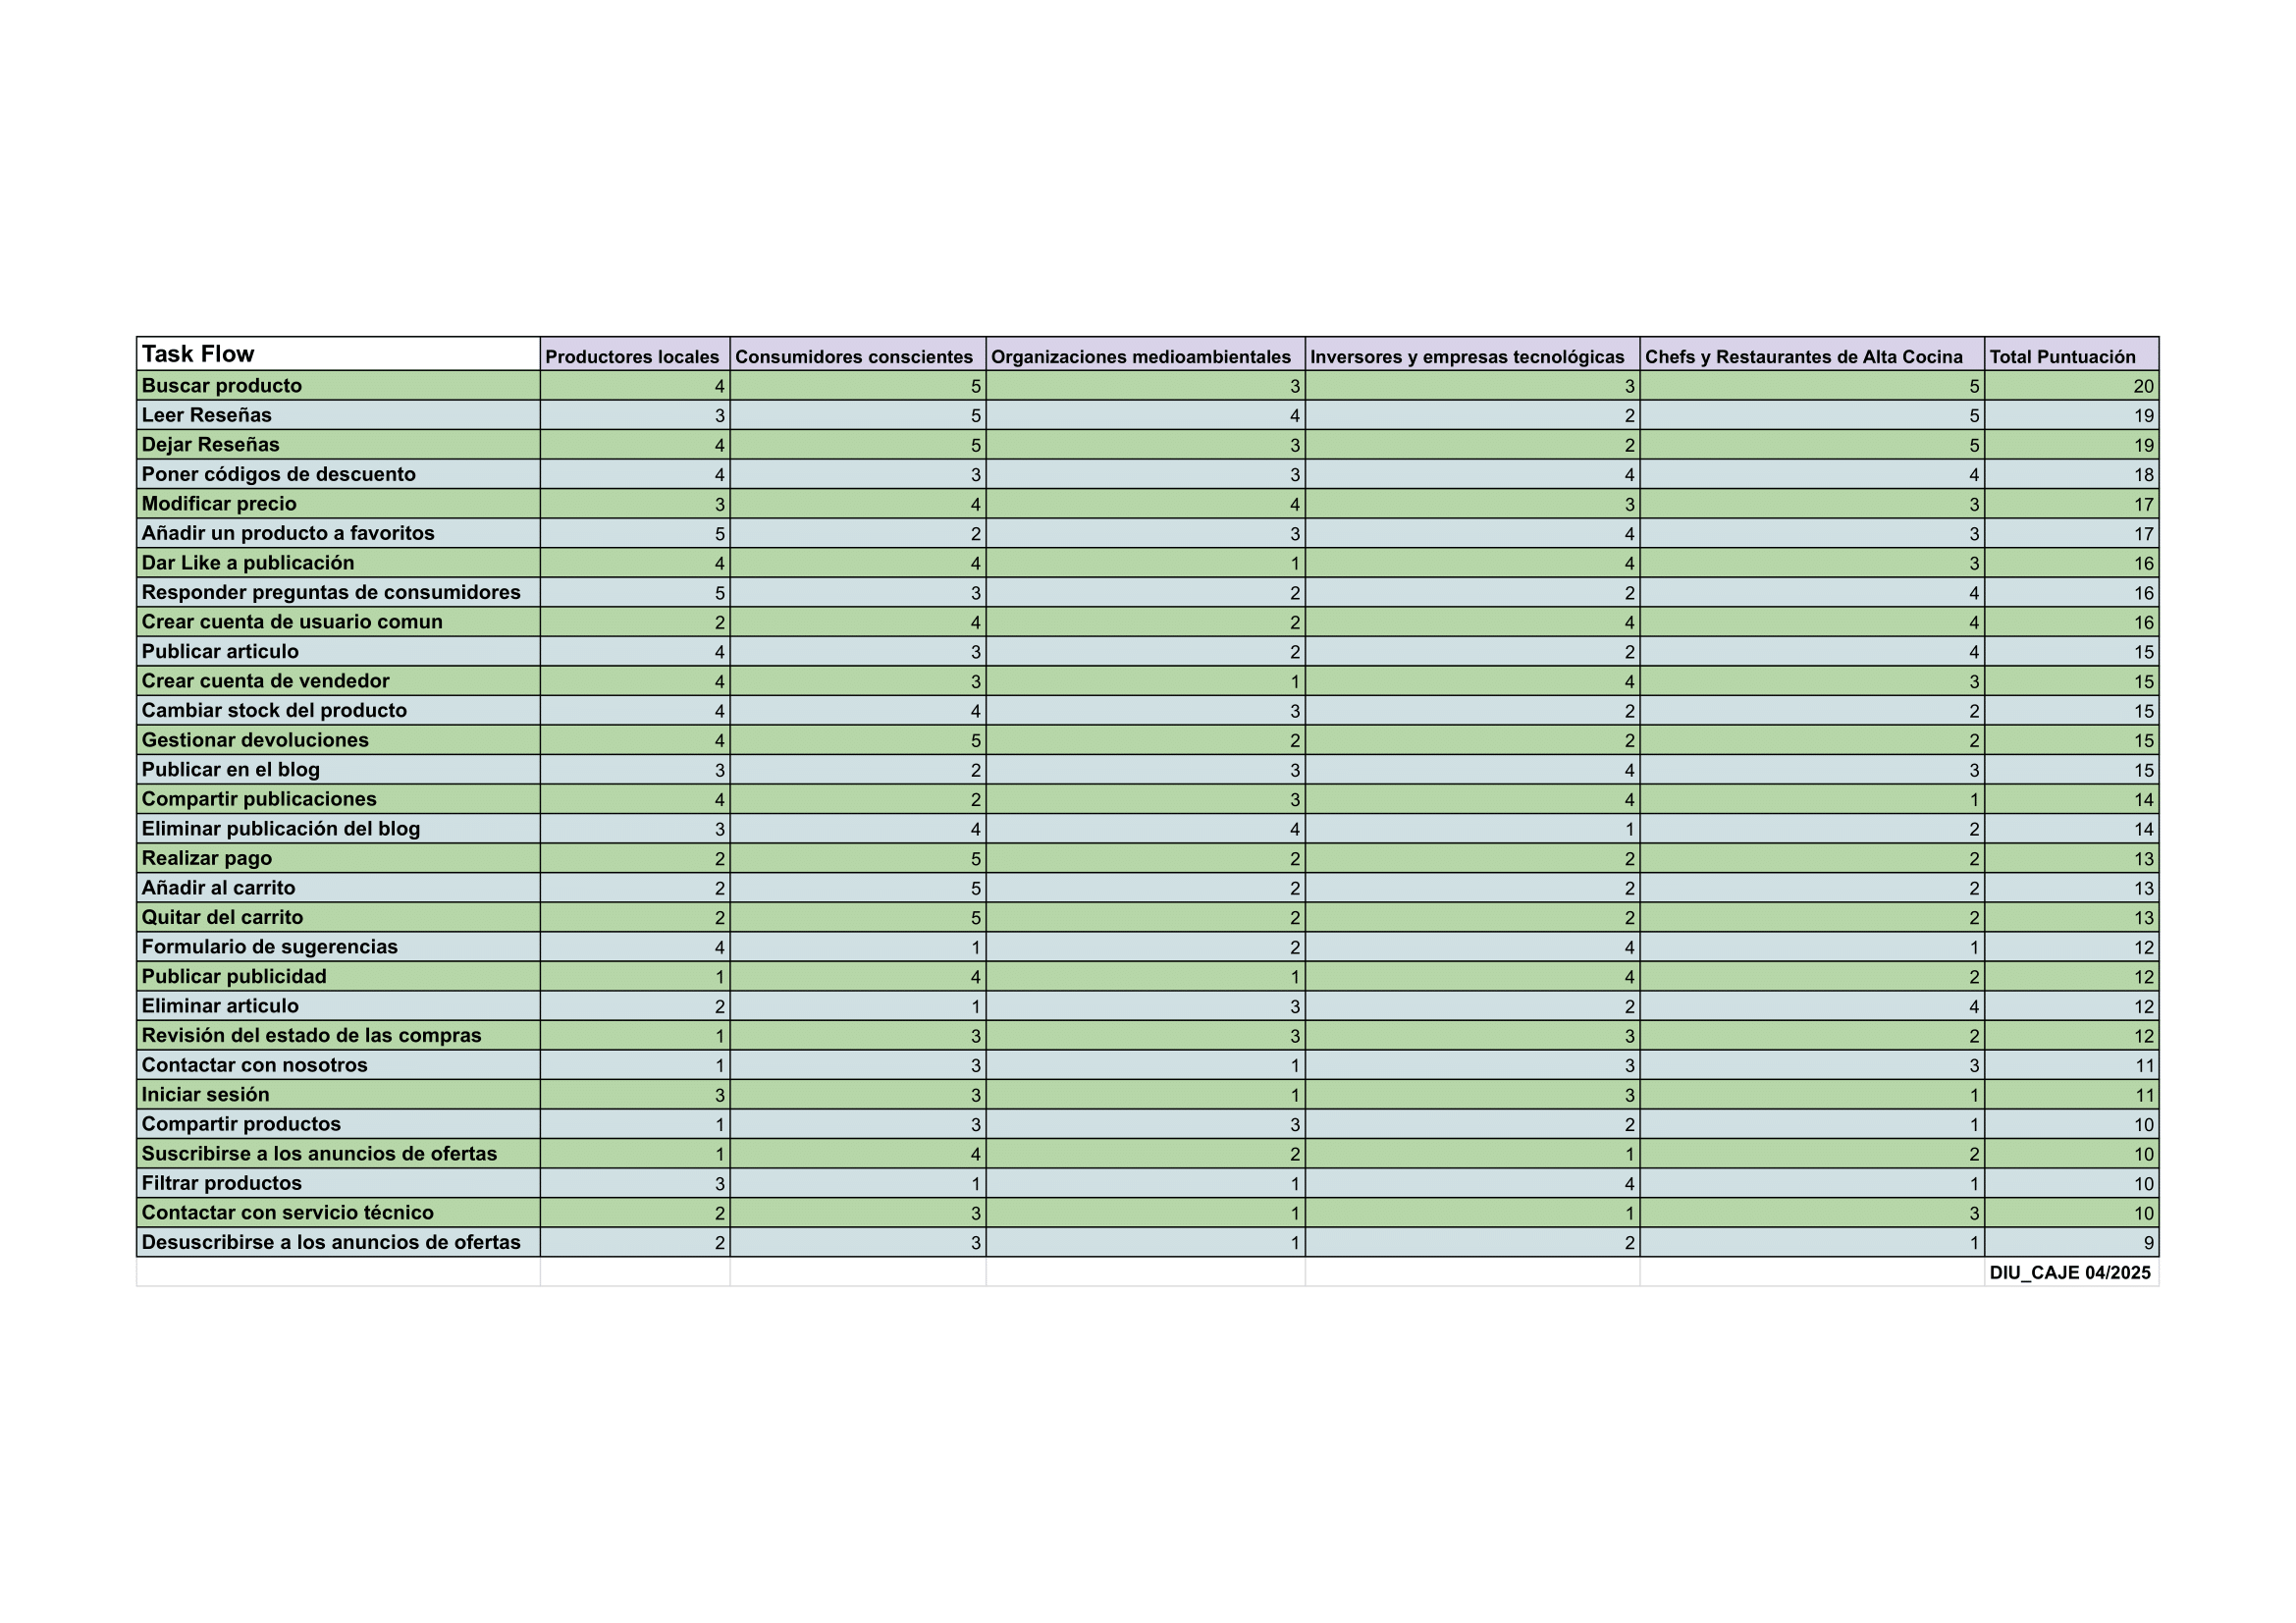 Task Flow Productores locales Consumidores conscientes Organizaciones medioambientales Inversores y empresas tecnológicas Chefs y Restaurantes de Alta Cocina Total Puntuación
Buscar producto 4 5 3 3 5 20
Leer Reseñas 3 5 4 2 5 19
Dejar Reseñas 4 5 3 2 5 19
Poner códigos de descuento 4 3 3 4 4 18
Modificar precio 3 4 4 3 3 17
Añadir un producto a favoritos 5 2 3 4 3 17
Dar Like a publicación 4 4 1 4 3 16
Responder preguntas de consumidores 5 3 2 2 4 16
Crear cuenta de usuario comun 2 4 2 4 4 16
Publicar articulo 4 3 2 2 4 15
Crear cuenta de vendedor 4 3 1 4 3 15
Cambiar stock del producto 4 4 3 2 2 15
Gestionar devoluciones 4 5 2 2 2 15
Publicar en el blog 3 2 3 4 3 15
Compartir publicaciones 4 2 3 4 1 14
Eliminar publicación del blog 3 4 4 1 2 14
Realizar pago 2 5 2 2 2 13
Añadir al carrito 2 5 2 2 2 13
Quitar del carrito 2 5 2 2 2 13
Formulario de sugerencias 4 1 2 4 1 12
Publicar publicidad 1 4 1 4 2 12
Eliminar articulo 2 1 3 2 4 12
Revisión del estado de las compras 1 3 3 3 2 12
Contactar con nosotros 1 3 1 3 3 11
Iniciar sesión 3 3 1 3 1 11
Compartir productos 1 3 3 2 1 10
Suscribirse a los anuncios de ofertas 1 4 2 1 2 10
Filtrar productos 3 1 1 4 1 10
Contactar con servicio técnico 2 3 1 1 3 10
Desuscribirse a los anuncios de ofertas 2 3 1 2 1 9
DIU_CAJE 04/2025